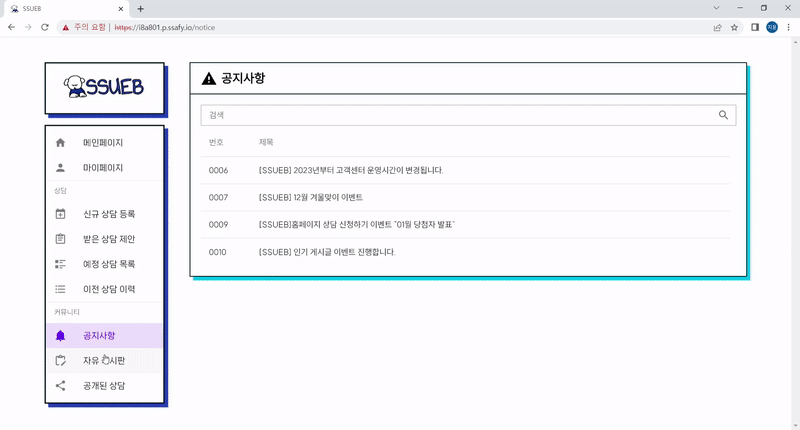 SSUEB
주의 요함 | https://i8a801.p.ssafy.io/notice
지윤
SSUEB
메인페이지
마이페이지
상담
신규 상담 등록
받은 상담 제안
예정 상담 목록
이전 상담 이력
커뮤니티
공지사항
자유 시판
공개된 상담
공지사항
검색
번호 제목
0006 [SSUEB] 2023년부터 고객센터 운영시간이 변경됩니다.
0007 [SSUEB] 12월 겨울맞이 이벤트
0009 [SSUEB]홈페이지 상담 신청하기 이벤트 "01월 당첨자 발표"
0010 [SSUEB] 인기 게시글 이벤트 진행합니다.